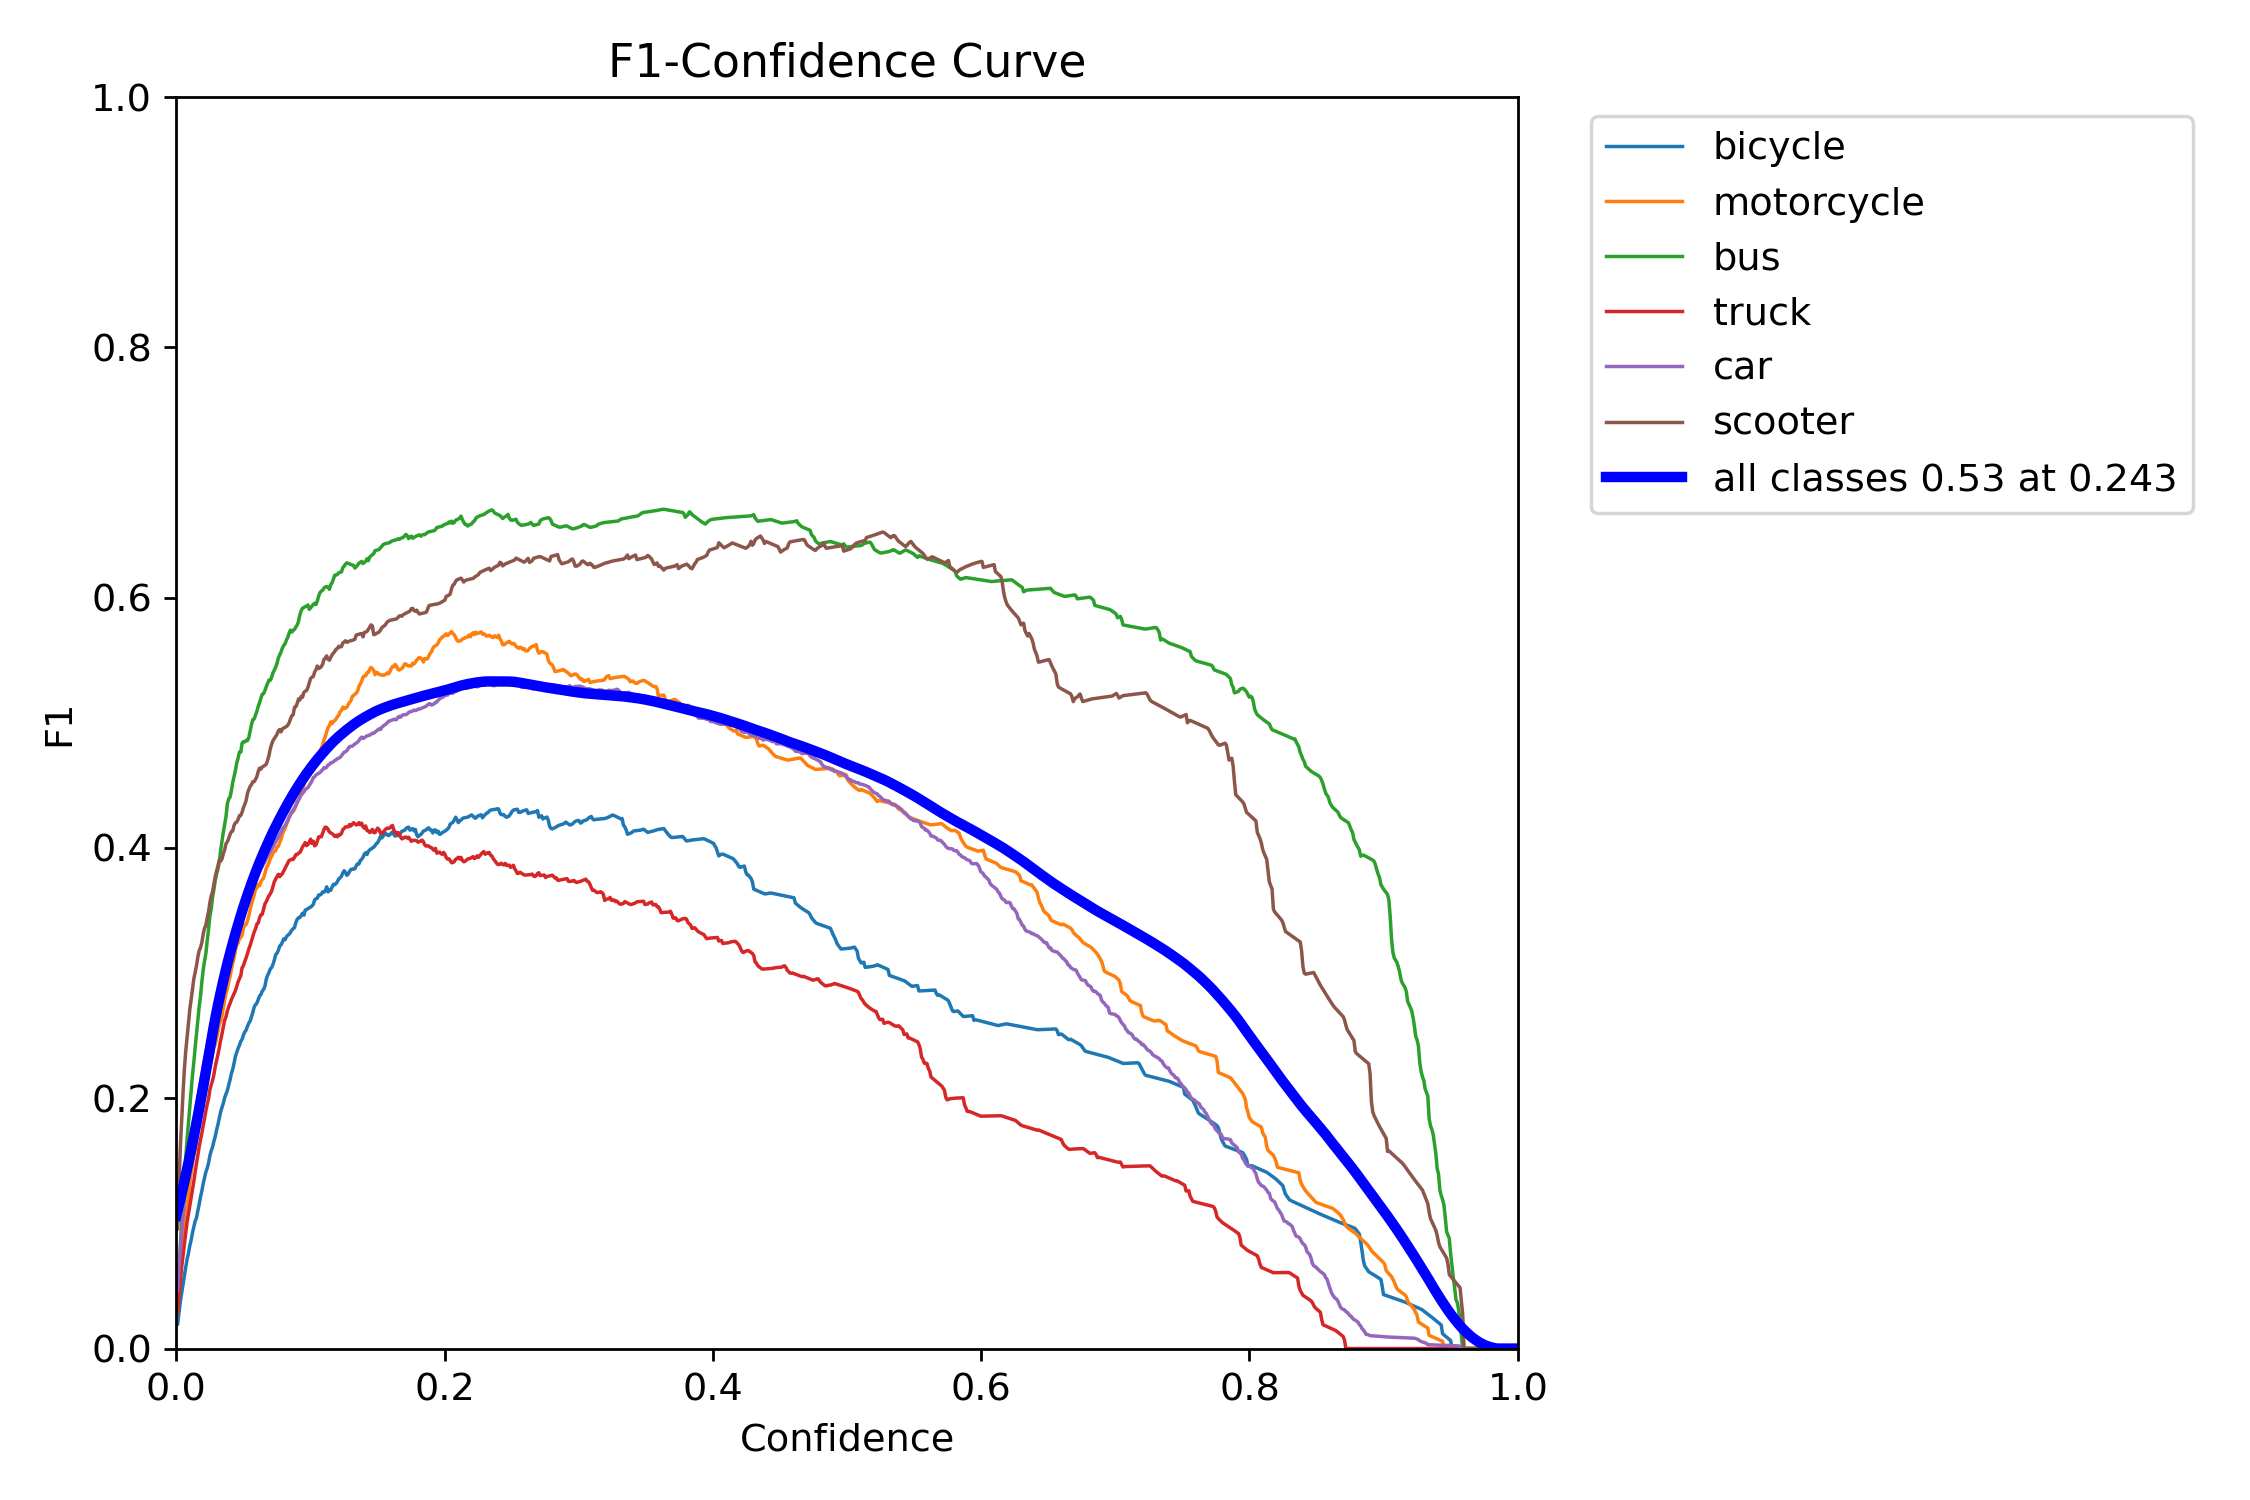 F1-Confidence Curve
1.0
0.8
0.6
0.4
0.2
0.0
F1
0.0 0.2 0.4 0.6 0.8 1.0
Confidence
bicycle
motorcycle
bus
truck
car
scooter
all classes 0.53 at 0.243